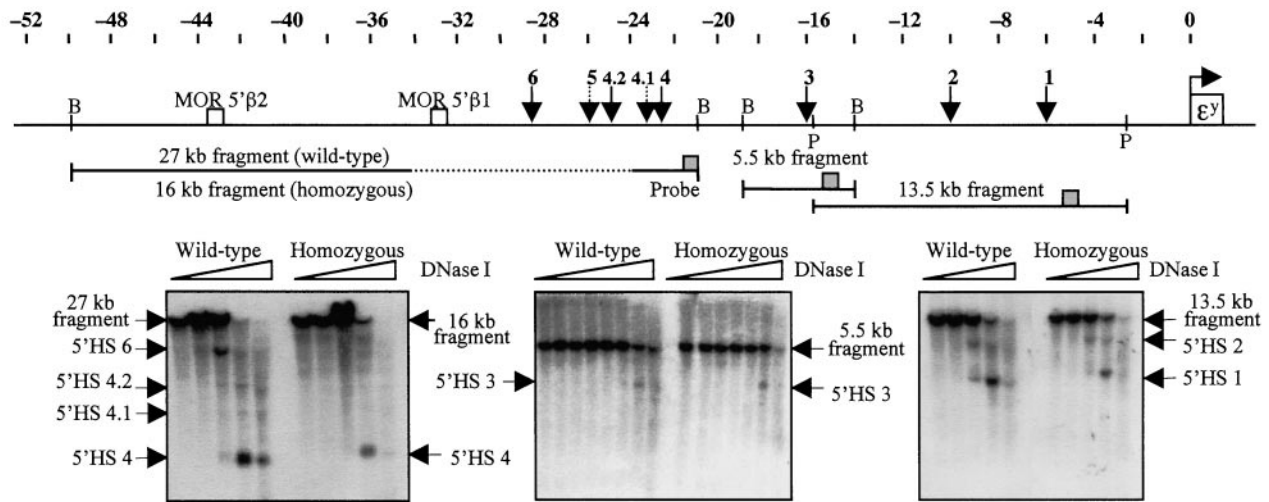 −52 −48 −44 −40 −36 −32 −28 −24 −20 −16 −12 −8 −4 0
6 5 4.2 4.1 4 3 2 1
B MOR 5'β2 MOR 5'β1 B B B εʸ
P P
27 kb fragment (wild-type) 5.5 kb fragment
16 kb fragment (homozygous) Probe 13.5 kb fragment
Wild-type Homozygous
DNase I
27 kb
fragment
16 kb
fragment
5'HS 6
5'HS 4.2
5'HS 4.1
5'HS 4
5'HS 4
Wild-type Homozygous
DNase I
5.5 kb
fragment
5'HS 3
5'HS 3
Wild-type Homozygous
DNase I
13.5 kb
fragment
5'HS 2
5'HS 1